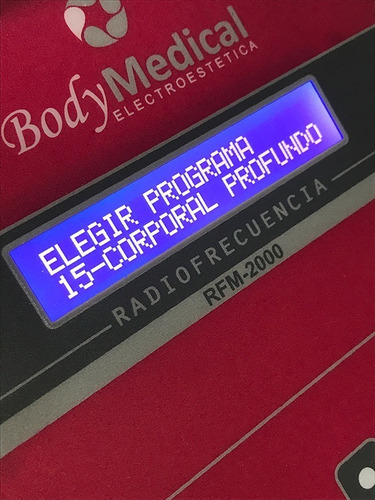 BodyMedical
ELECTROESTETICA
ELEGIR PROGRAMA
15-CORPORAL PROFUNDO
RADIOFRECUENCIA
RFM-2000